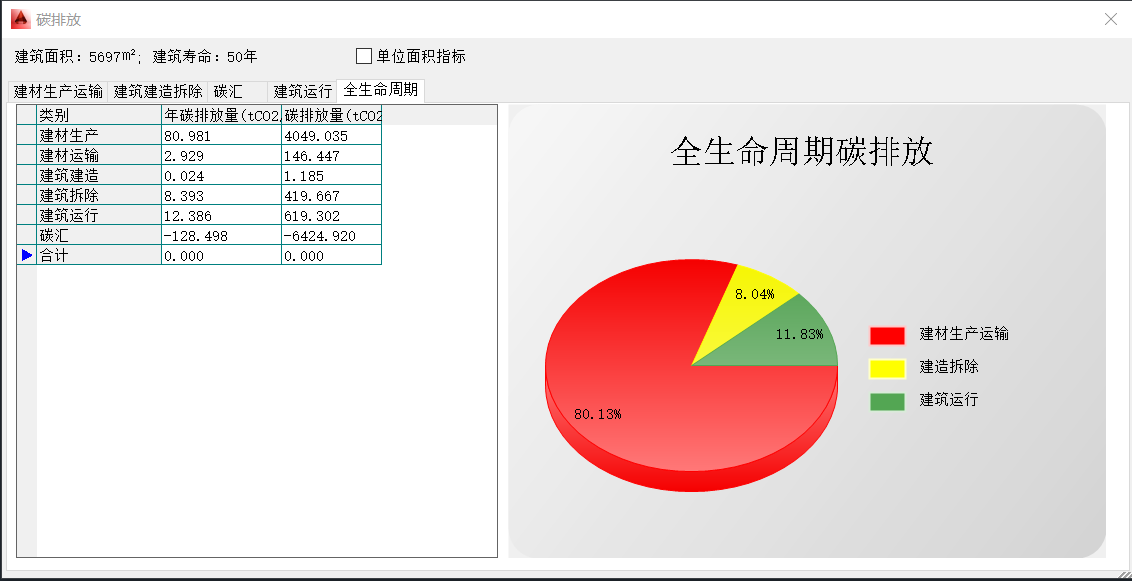 碳排放
建筑面积：5697m²； 建筑寿命：50年 单位面积指标
建材生产运输 建筑建造拆除 碳汇 建筑运行 全生命周期
类别 年碳排放量(tCO2/ 碳排放量(tCO2
建材生产 80.981 4049.035
建材运输 2.929 146.447
建筑建造 0.024 1.185
建筑拆除 8.393 419.667
建筑运行 12.386 619.302
碳汇 -128.498 -6424.920
合计 0.000 0.000
全生命周期碳排放
8.04%
11.83%
80.13%
建材生产运输
建造拆除
建筑运行